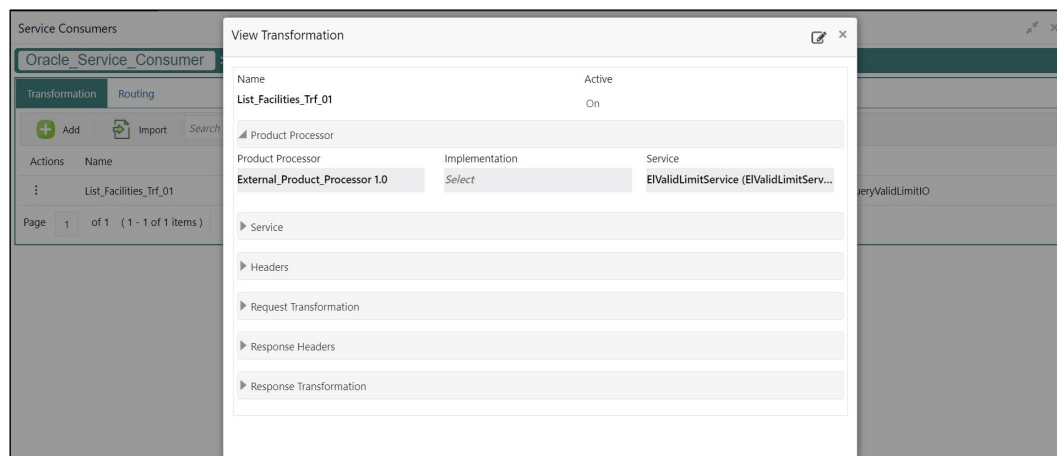 Service Consumers
Oracle_Service_Consumer >
Transformation Routing
Add Import Search
Actions Name
List_Facilities_Trf_01
Page 1 of 1 ( 1 - 1 of 1 items )
View Transformation ×
Name Active
List_Facilities_Trf_01 On
Product Processor
Product Processor Implementation Service
External_Product_Processor 1.0 Select ElValidLimitService (ElValidLimitServ...
Service
Headers
Request Transformation
Response Headers
Response Transformation
ueryValidLimitIO